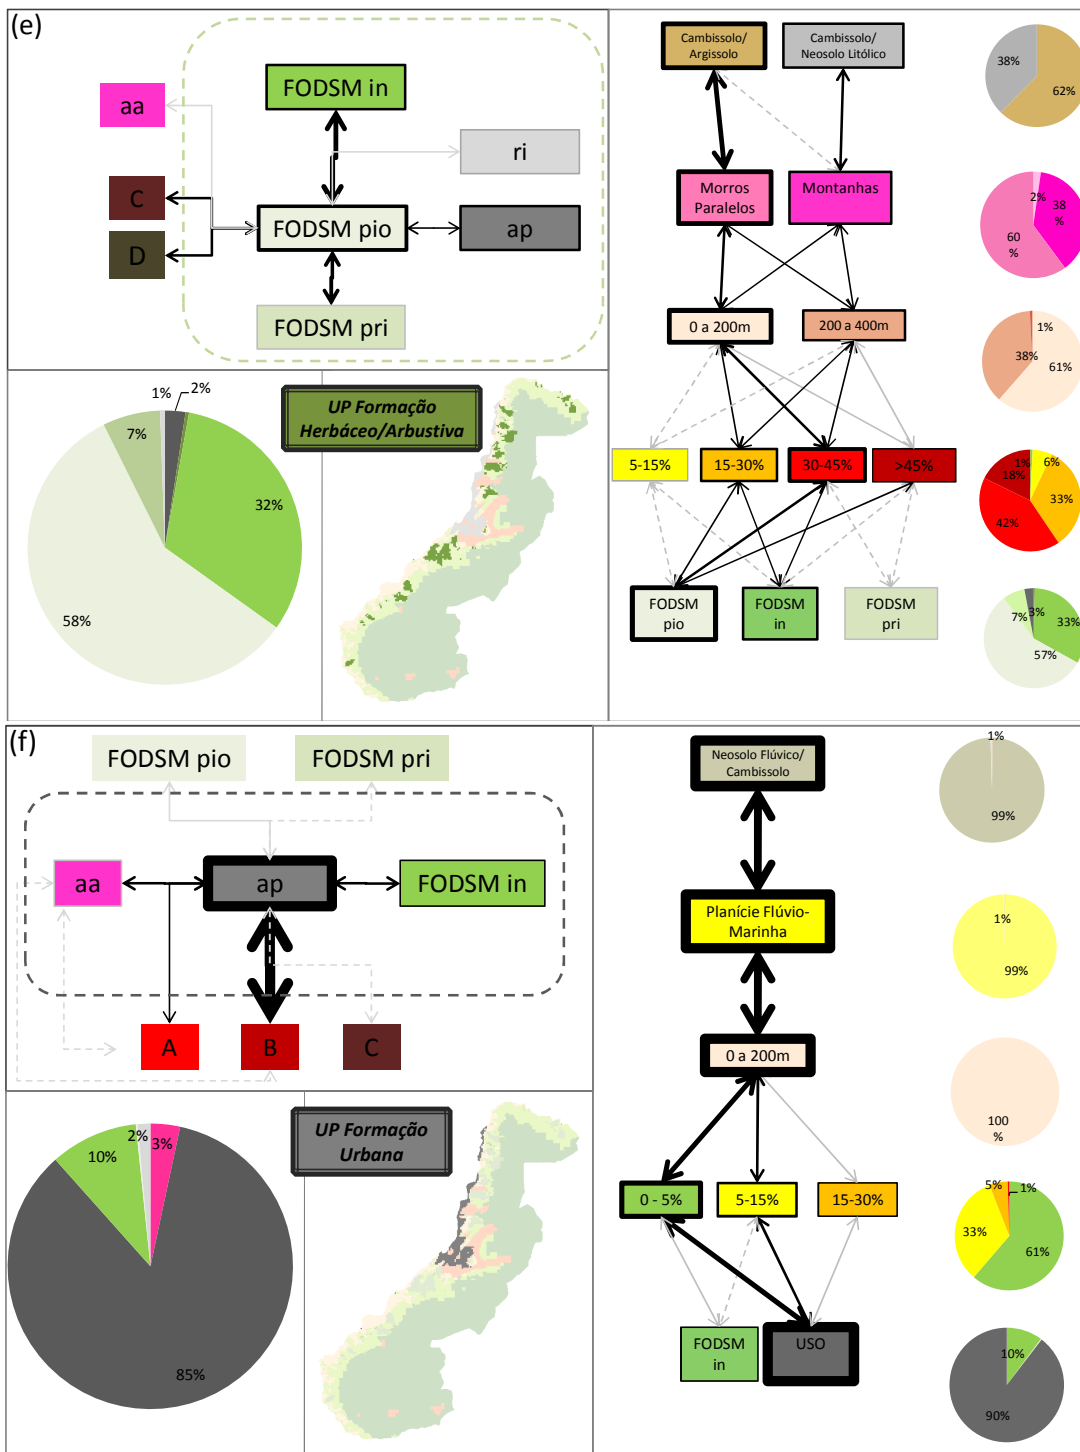 (e)
FODSM in
aa
ri
C
FODSM pio
ap
D
FODSM pri
1%
2%
7%
32%
58%
UP Formação
Herbáceo/Arbustiva
Cambissolo/
Argissolo
Cambissolo/
Neosolo Litólico
38%
62%
Morros
Paralelos
Montanhas
2%
38
%
60
%
0 a 200m
200 a 400m
1%
38%
61%
5-15%
15-30%
30-45%
>45%
1%
6%
18%
33%
42%
FODSM
pio
FODSM
in
FODSM
pri
3%
33%
7%
57%
(f)
FODSM pio
FODSM pri
aa
ap
FODSM in
A
B
C
2%
3%
10%
85%
UP Formação
Urbana
Neosolo Flúvico/
Cambissolo
1%
99%
Planície Flúvio-
Marinha
1%
99%
0 a 200m
100
%
0 - 5%
5-15%
15-30%
5%
1%
33%
61%
FODSM
in
USO
10%
90%